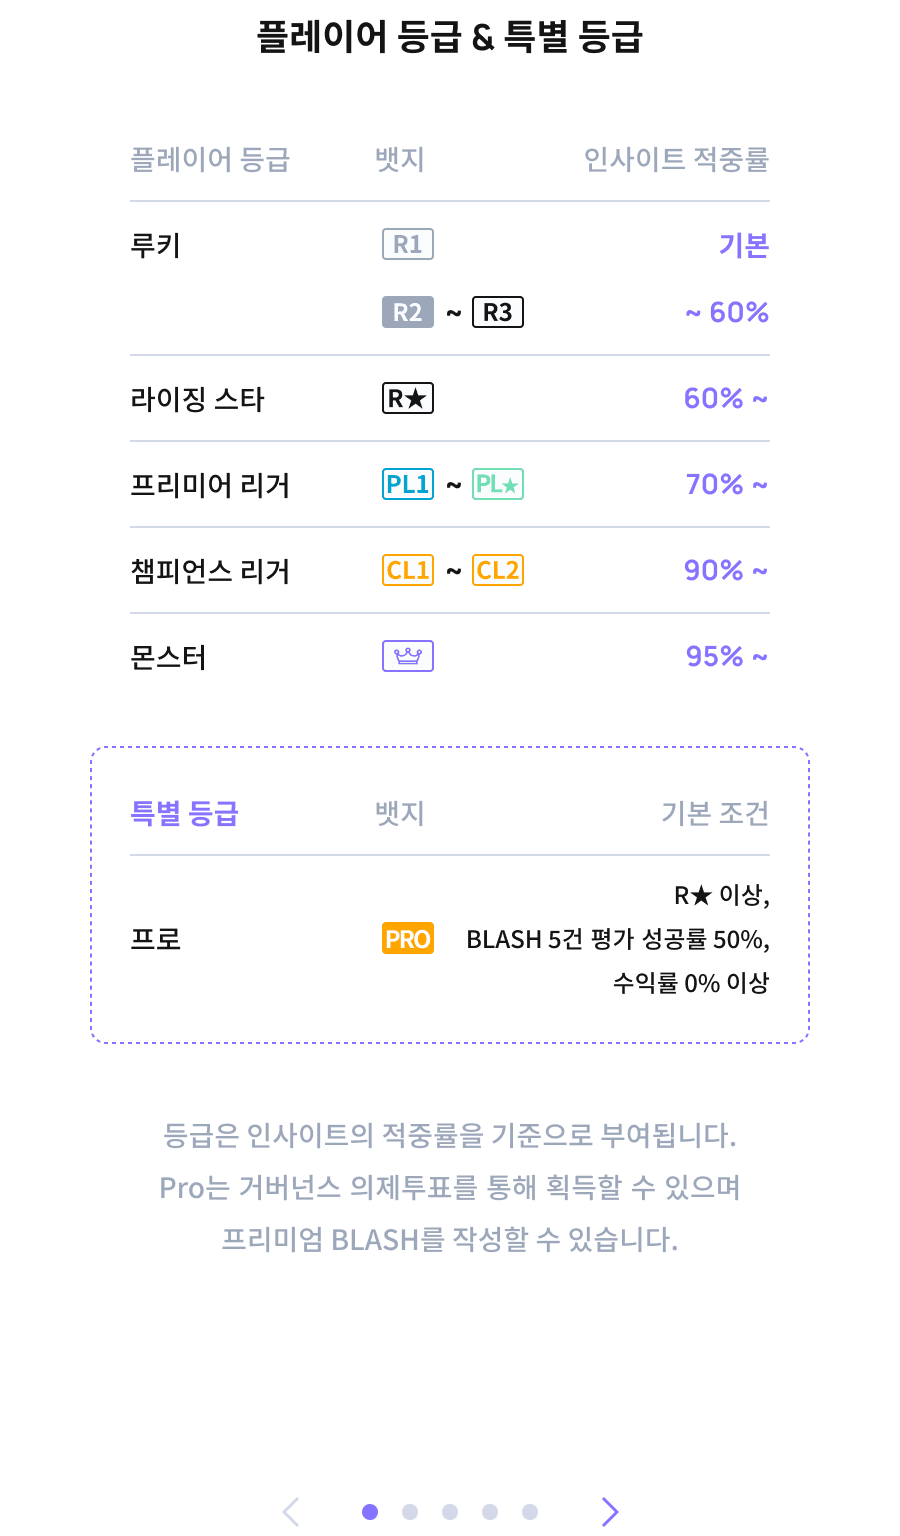 플레이어 등급 & 특별 등급
플레이어 등급 뱃지 인사이트 적중률
루키 R1 기본
R2 ~ R3 ~ 60%
라이징 스타 R★ 60% ~
프리미어 리거 PL1 ~ PL★ 70% ~
챔피언스 리거 CL1 ~ CL2 90% ~
몬스터 95% ~
특별 등급 뱃지 기본 조건
R★ 이상,
프로 PRO BLASH 5건 평가 성공률 50%,
수익률 0% 이상
등급은 인사이트의 적중률을 기준으로 부여됩니다.
Pro는 거버넌스 의제투표를 통해 획득할 수 있으며
프리미엄 BLASH를 작성할 수 있습니다.